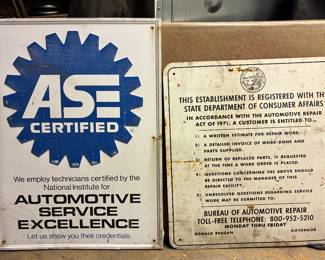 ASE
CERTIFIED
We employ technicians certified by the
National Institute for
AUTOMOTIVE
SERVICE
EXCELLENCE
Let us show you their credentials.
THIS ESTABLISHMENT IS REGISTERED WITH THE
STATE DEPARTMENT OF CONSUMER AFFAIRS
IN ACCORDANCE WITH THE AUTOMOTIVE REPAIR
ACT OF 1971, A CUSTOMER IS ENTITLED TO...
1) A WRITTEN ESTIMATE FOR REPAIR WORK.
2) A DETAILED INVOICE OF WORK DONE AND
PARTS SUPPLIED.
3) RETURN OF REPLACED PARTS, IF REQUESTED
AT THE TIME A WORK ORDER IS PLACED.
4) QUESTIONS CONCERNING THE ABOVE SHOULD
BE DIRECTED TO THE MANAGER OF THIS
REPAIR FACILITY.
5) UNRESOLVED QUESTIONS REGARDING SERVICE
WORK MAY BE SUBMITTED TO:
BUREAU OF AUTOMOTIVE REPAIR
TOLL-FREE TELEPHONE: 800-952-5210
MONDAY THRU FRIDAY
RONALD REAGAN GOVERNOR